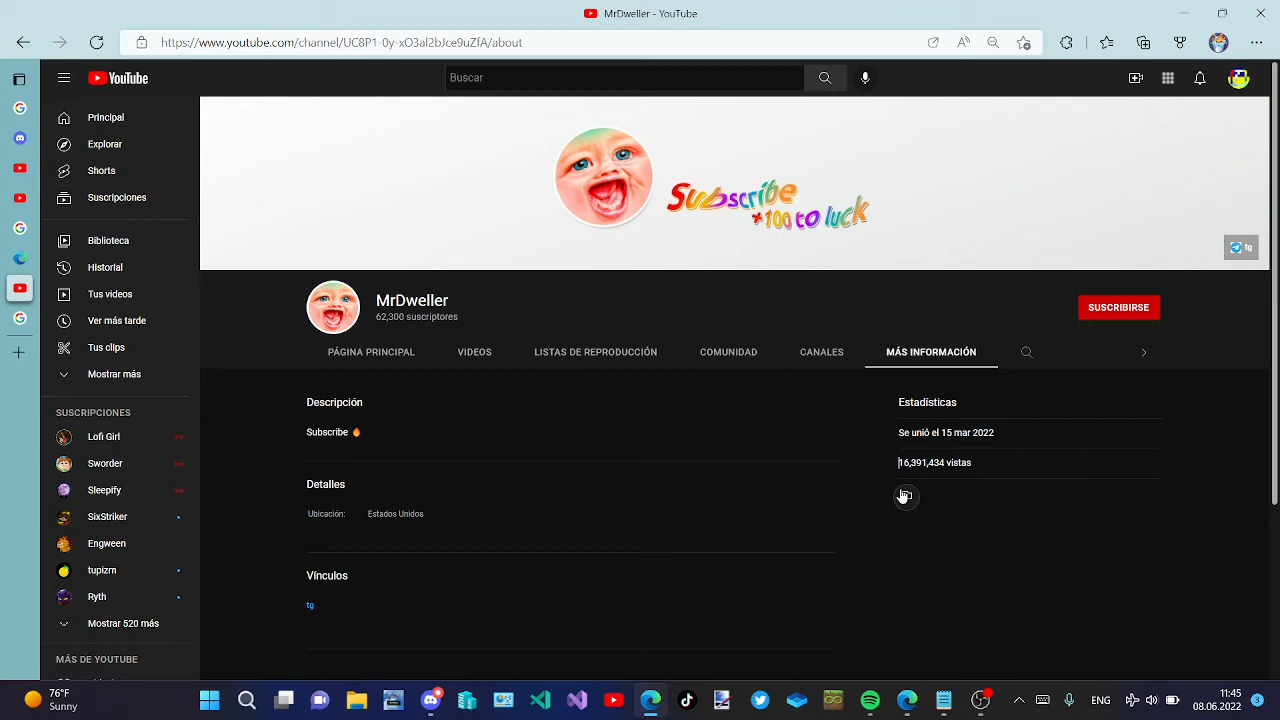 MrDweller - YouTube
https://www.youtube.com/channel/UC8P1-0y-xO3al2bJce9uZfA/about
YouTube
Buscar
Principal
Explorar
Shorts
Suscripciones
Biblioteca
Historial
Tus videos
Ver más tarde
Tus clips
Mostrar más
SUSCRIPCIONES
Lofi Girl
Sworder
Sleepify
SixStriker
Engween
tupizm
Ryth
Mostrar 520 más
MÁS DE YOUTUBE
Subscribe
+100 to luck
tg
MrDweller
62,300 suscriptores
SUSCRIBIRSE
PÁGINA PRINCIPAL
VIDEOS
LISTAS DE REPRODUCCIÓN
COMUNIDAD
CANALES
MÁS INFORMACIÓN
Descripción
Subscribe 🔥
Detalles
Ubicación: Estados Unidos
Vínculos
tg
Estadísticas
Se unió el 15 mar 2022
16,391,434 vistas
76°F
Sunny
ENG
11:45
08.06.2022
3